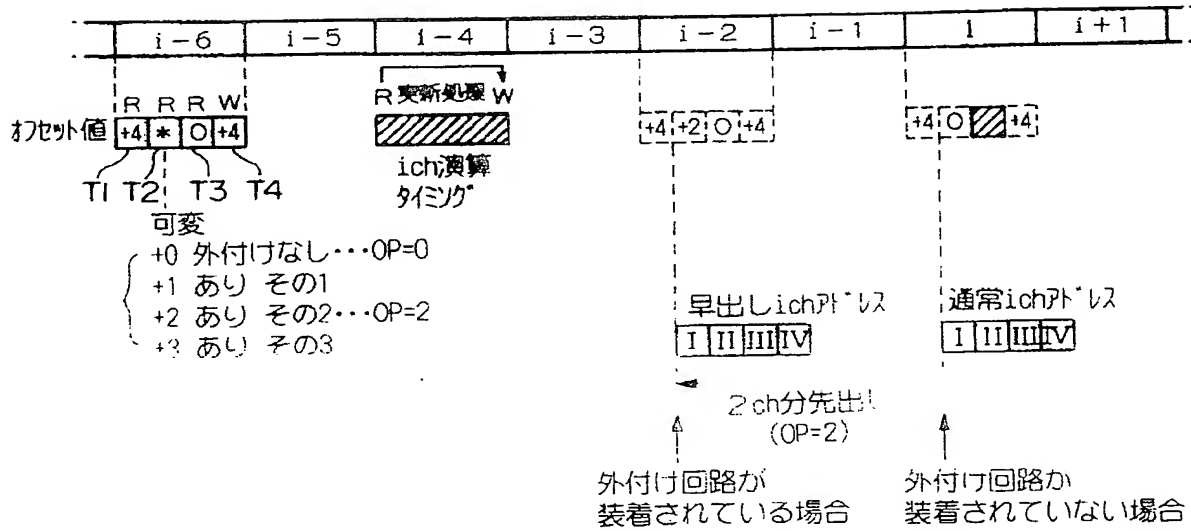 i-6 i-5 i-4 i-3 i-2 i-1 i i+1
R R R W
オフセット値 +4 * 0 +4
T1 T2 T3 T4
可変
+0 外付けなし…OP=0
+1 あり その1
+2 あり その2…OP=2
+3 あり その3
R 更新処理 W
ich演算
タイミング
+4 +2 0 +4
+4 0 +4
早出しichアドレス
I II III IV
通常ichアドレス
I II III IV
2ch分先出し
(OP=2)
外付け回路が
装着されている場合
外付け回路が
装着されていない場合